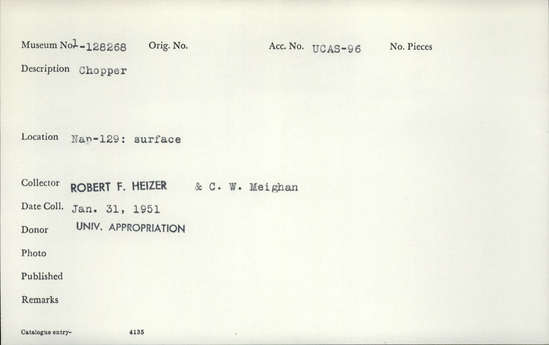 Museum No. 1-128268 Orig. No. Acc. No. UCAS-96 No. Pieces
Description Chopper
Location Nap-129: surface
Collector ROBERT F. HEIZER & C. W. Meighan
Date Coll. Jan. 31, 1951
Donor UNIV. APPROPRIATION
Photo
Published
Remarks
Catalogue entry- 4135